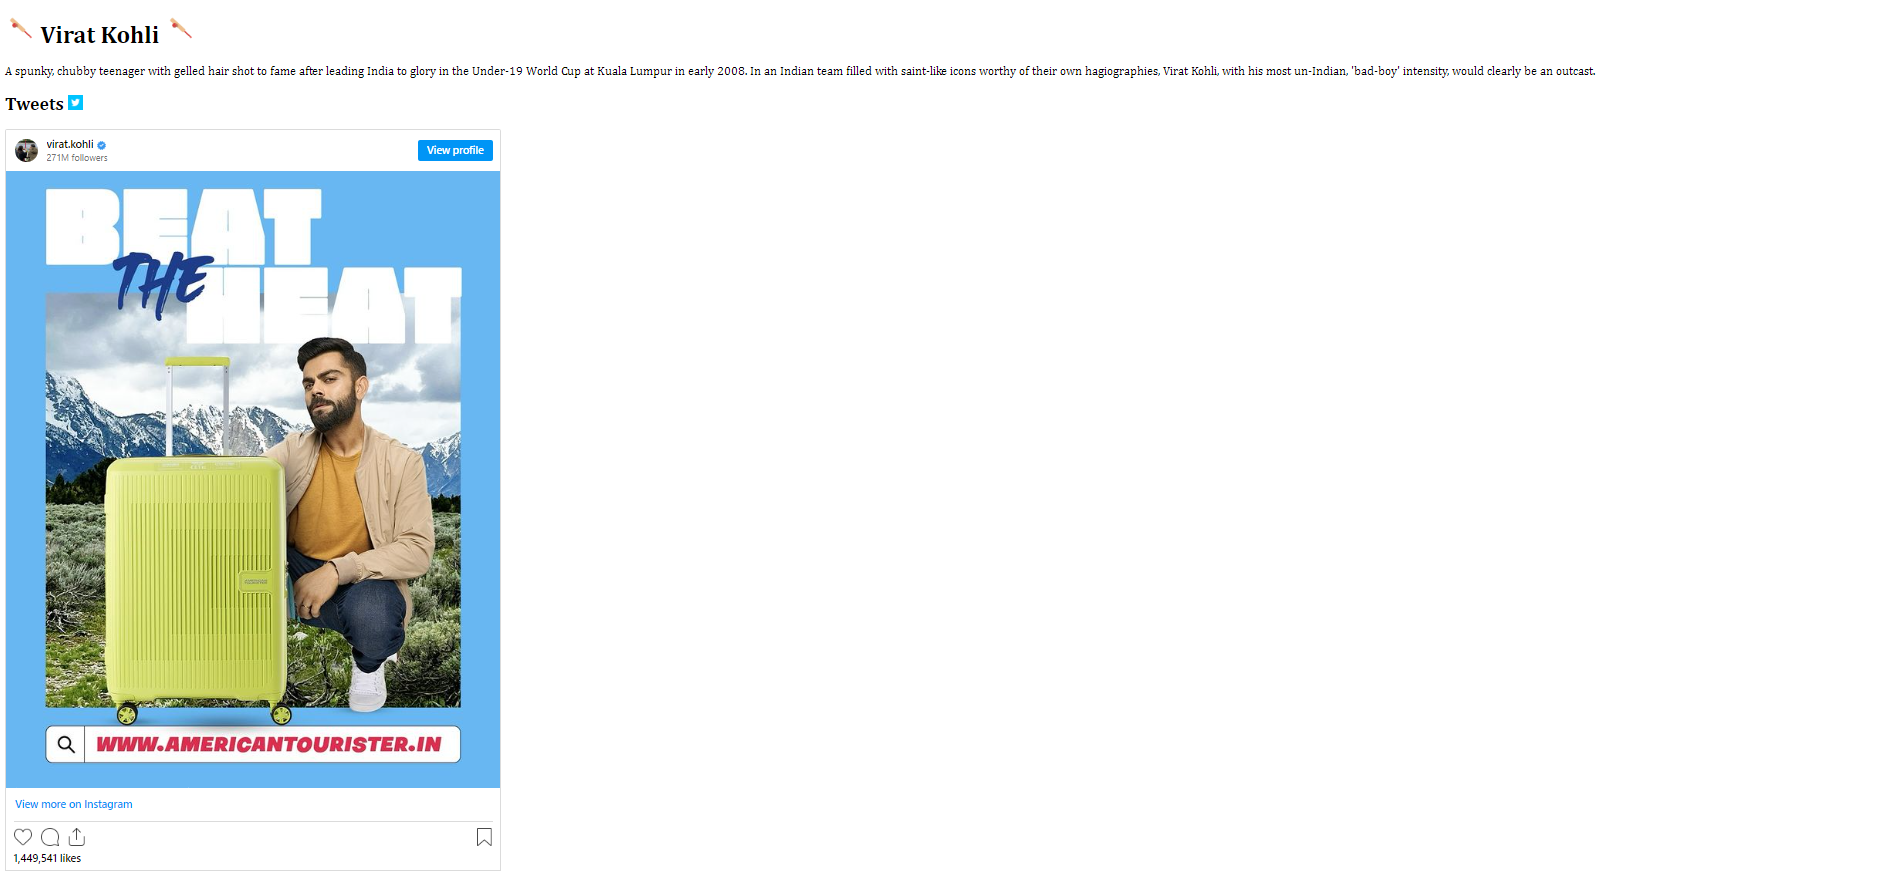 Virat Kohli
A spunky, chubby teenager with gelled hair shot to fame after leading India to glory in the Under-19 World Cup at Kuala Lumpur in early 2008. In an Indian team filled with saint-like icons worthy of their own hagiographies, Virat Kohli, with his most un-Indian, 'bad-boy' intensity, would clearly be an outcast.
Tweets
virat.kohli
271M followers
View profile
BEAT
THE
HEAT
AMERICAN
TOURISTER
WWW.AMERICANTOURISTER.IN
View more on Instagram
1,449,541 likes